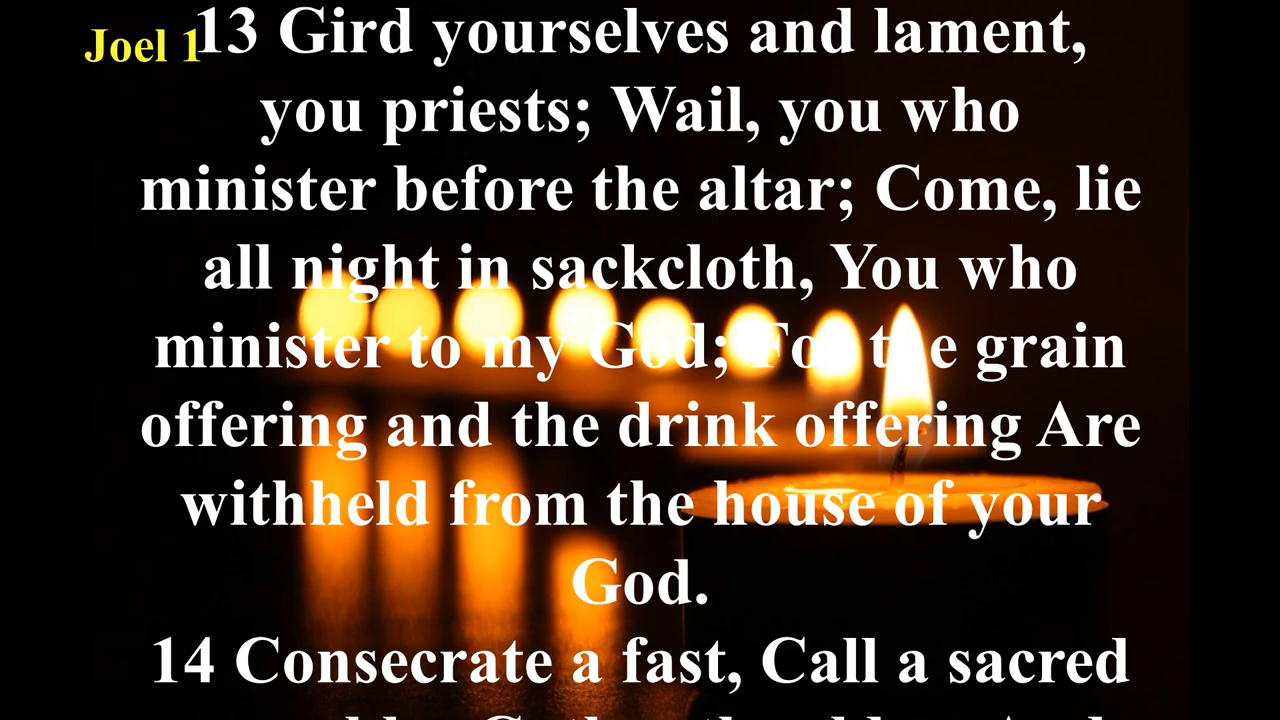 Joel 1
13 Gird yourselves and lament,
you priests; Wail, you who
minister before the altar; Come, lie
all night in sackcloth, You who
minister to my God; For the grain
offering and the drink offering Are
withheld from the house of your
God.
14 Consecrate a fast, Call a sacred